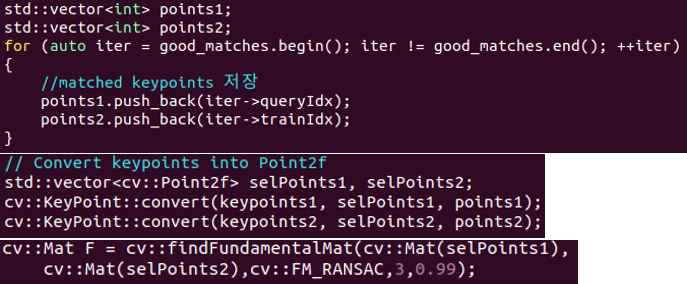 std::vector<int> points1;
std::vector<int> points2;
for (auto iter = good_matches.begin(); iter != good_matches.end(); ++iter)
{
    //matched keypoints 저장
    points1.push_back(iter->queryIdx);
    points2.push_back(iter->trainIdx);
}
// Convert keypoints into Point2f
std::vector<cv::Point2f> selPoints1, selPoints2;
cv::KeyPoint::convert(keypoints1, selPoints1, points1);
cv::KeyPoint::convert(keypoints2, selPoints2, points2);
cv::Mat F = cv::findFundamentalMat(cv::Mat(selPoints1),
    cv::Mat(selPoints2),cv::FM_RANSAC,3,0.99);